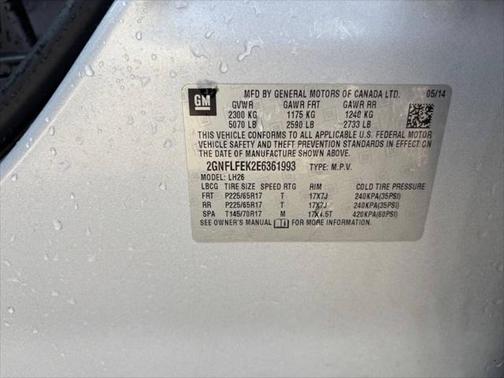 GM
MFD BY GENERAL MOTORS OF CANADA LTD. 05/14
GVWR GAWR FRT GAWR RR
2300 KG 1175 KG 1240 KG
5070 LB 2590 LB 2733 LB
THIS VEHICLE CONFORMS TO ALL APPLICABLE U.S. FEDERAL MOTOR
VEHICLE SAFETY AND THEFT PREVENTION STANDARDS IN
EFFECT ON THE DATE OF MANUFACTURE SHOWN ABOVE.
2GNFLFEK2E6361993 TYPE: M.P.V.
MODEL: LH26
LBCG TIRE SIZE SPEED RTG RIM COLD TIRE PRESSURE
FRT P225/65R17 T 17X7J 240KPA(35PSI)
RR P225/65R17 T 17X7J 240KPA(35PSI)
SPA T145/70R17 M 17X4.5T 420KPA(60PSI)
SEE OWNER'S MANUAL FOR MORE INFORMATION.